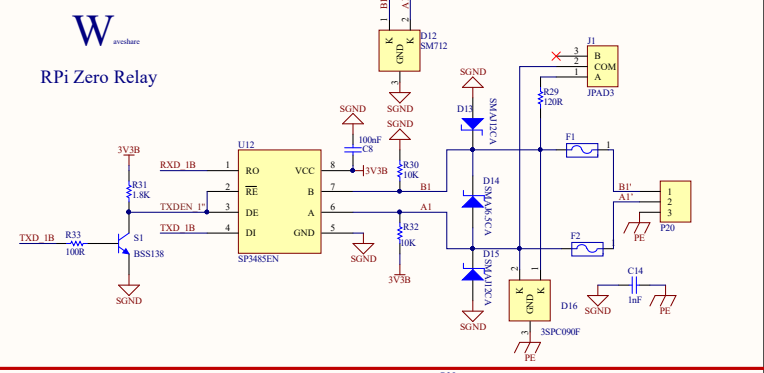 B1
A
1
2
K
K
D12
GND
SM712
3
SGND
Waveshare
RPi Zero Relay
J1
3
B
2
COM
1
A
JPAD3
R29
120R
SGND
D13
SMAJ12CA
SGND
100nF
C8
SGND
3V3B
U12
RXD_1B
1
RO
VCC
8
3V3B
R30
10K
F1
1
R31
1.8K
2
RE
B
7
B1
D14
SMAJ6.5CA
B1'
1
TXDEN_1"
3
DE
A
6
A1
A1'
2
3
P20
PE
TXD_1B
R33
100R
S1
BSS138
TXD_1B
4
DI
GND
5
SP3485EN
R32
10K
SGND
3V3B
F2
D15
SMAJ12CA
SGND
2
1
K
K
GND
D16
3
3SPC090F
PE
C14
1nF
SGND
PE
SGND